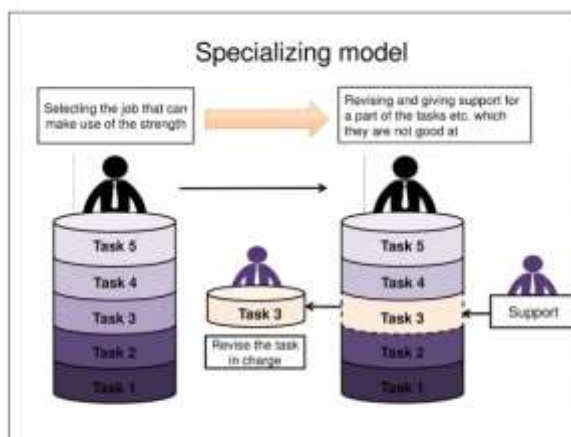 Specializing model
Selecting the job that can
make use of the strength
Revising and giving support for
a part of the tasks etc. which
they are not good at
Task 5
Task 4
Task 3
Task 2
Task 1
Task 3
Revise the task
in charge
Task 5
Task 4
Task 3
Task 2
Task 1
Support